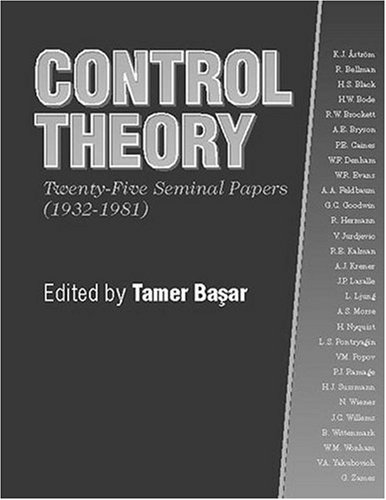 CONTROL
THEORY
Twenty-Five Seminal Papers
(1932-1981)
Edited by Tamer Başar
K.J. Åström
R. Bellman
H.S. Black
H.W. Bode
R.W. Brockett
A.E. Bryson
P.E. Caines
W.F. Denham
W.R. Evans
A.A. Feldbaum
G.C. Goodwin
R. Hermann
V. Jurdjevic
R.E. Kalman
A.J. Krener
J.P. Lasalle
L. Ljung
A.S. Morse
H. Nyquist
L.S. Pontryagin
V.M. Popov
P.J. Ramage
H.J. Sussmann
N. Wiener
J.C. Willems
B. Wittenmark
W.M. Wonham
V.A. Yakubovich
G. Zames